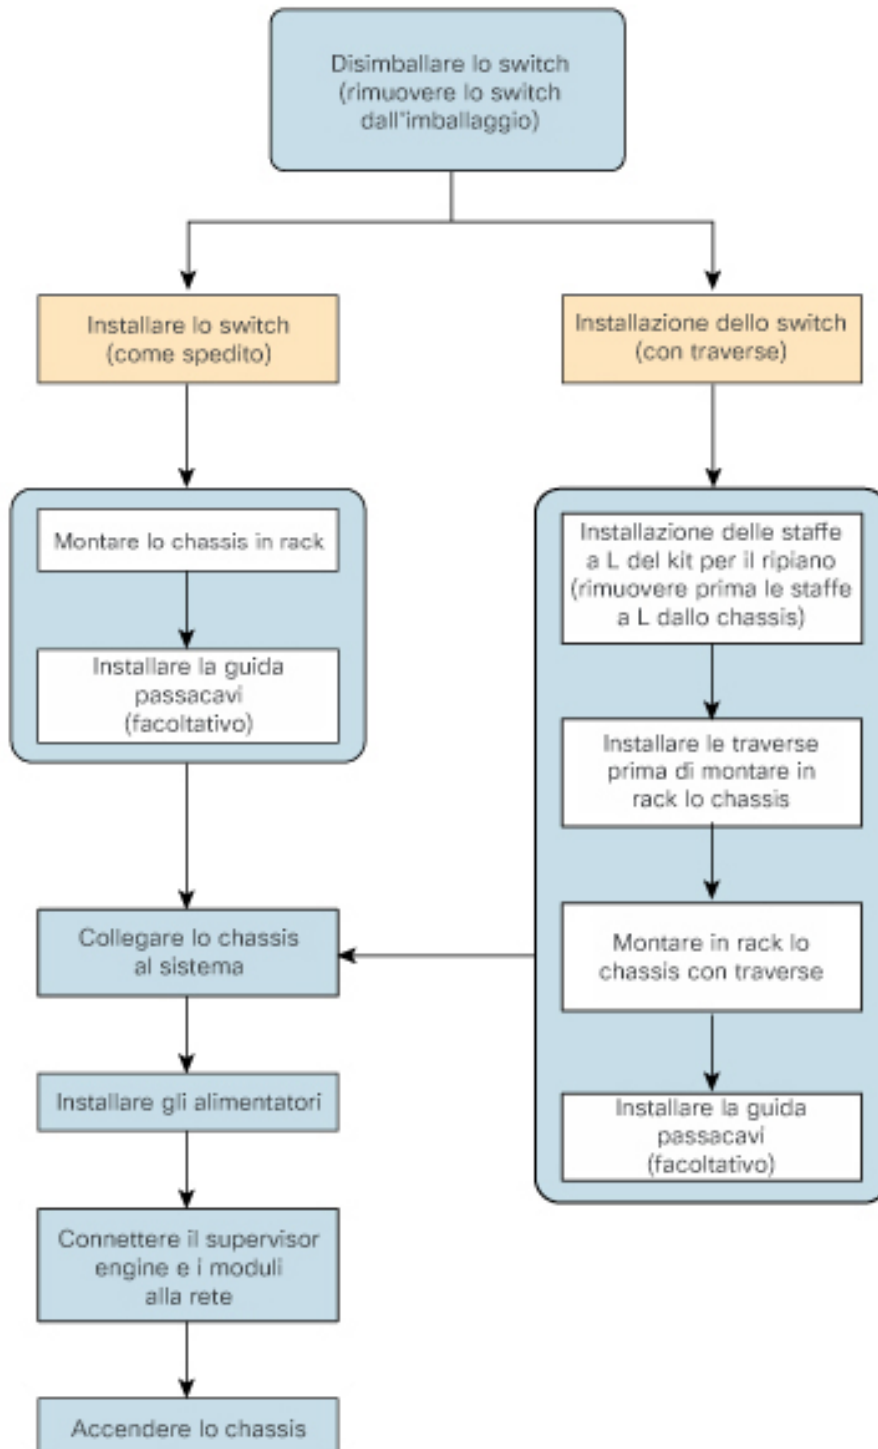 Disimballare lo switch
(rimuovere lo switch
dall'imballaggio)
Installare lo switch
(come spedito)
Installazione dello switch
(con traverse)
Montare lo chassis in rack
Installare la guida
passacavi
(facoltativo)
Installazione delle staffe
a L del kit per il ripiano
(rimuovere prima le staffe
a L dallo chassis)
Installare le traverse
prima di montare in
rack lo chassis
Montare in rack lo
chassis con traverse
Installare la guida
passacavi
(facoltativo)
Collegare lo chassis
al sistema
Installare gli alimentatori
Connettere il supervisor
engine e i moduli
alla rete
Accendere lo chassis